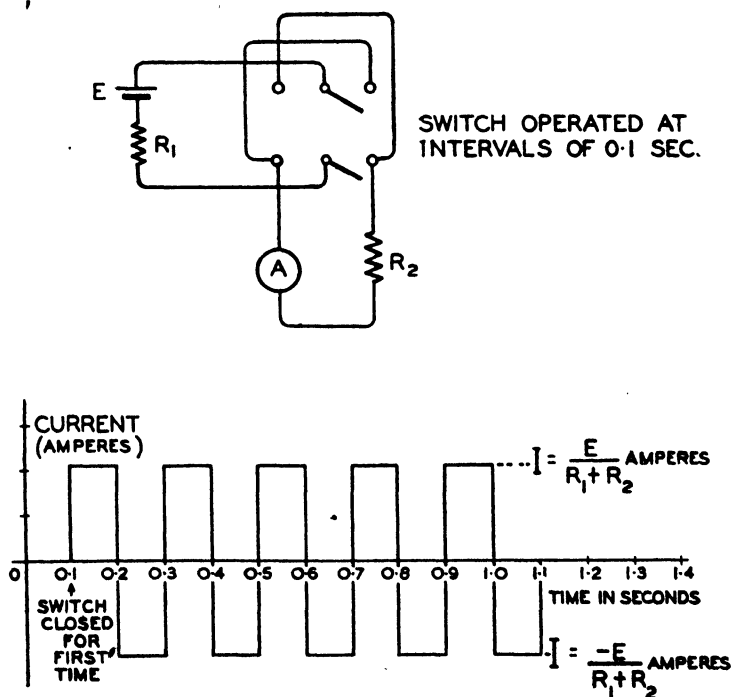 E
R1
SWITCH OPERATED AT
INTERVALS OF 0·1 SEC.
A
R2
CURRENT
(AMPERES)
I = E / R1 + R2 AMPERES
0 0·1 0·2 0·3 0·4 0·5 0·6 0·7 0·8 0·9 1·0 1·1 1·2 1·3 1·4
SWITCH
CLOSED
FOR
FIRST
TIME
TIME IN SECONDS
I = -E / R1 + R2 AMPERES